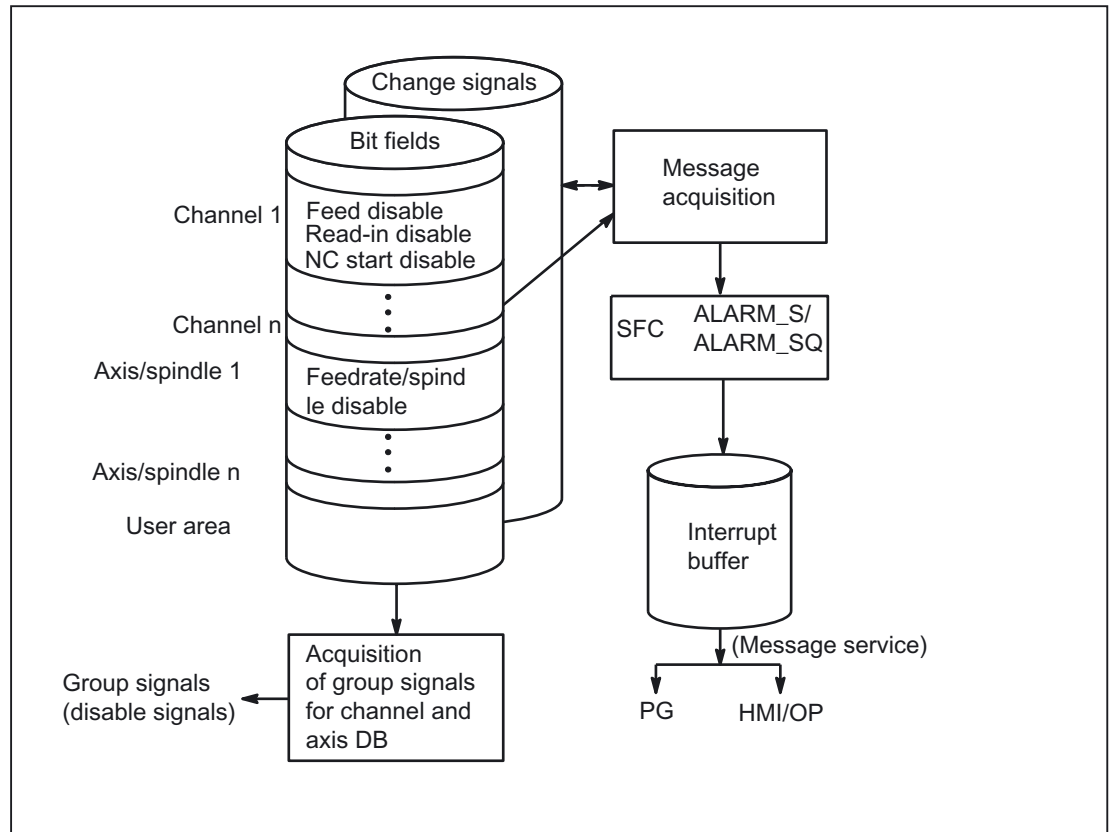 Change signals
Bit fields
Channel 1
Feed disable
Read-in disable
NC start disable
Channel n
Axis/spindle 1
Feedrate/spind
le disable
Axis/spindle n
User area
Acquisition
of group signals
for channel and
axis DB
Group signals
(disable signals)
Message
acquisition
SFC
ALARM_S/
ALARM_SQ
Interrupt
buffer
(Message service)
PG
HMI/OP